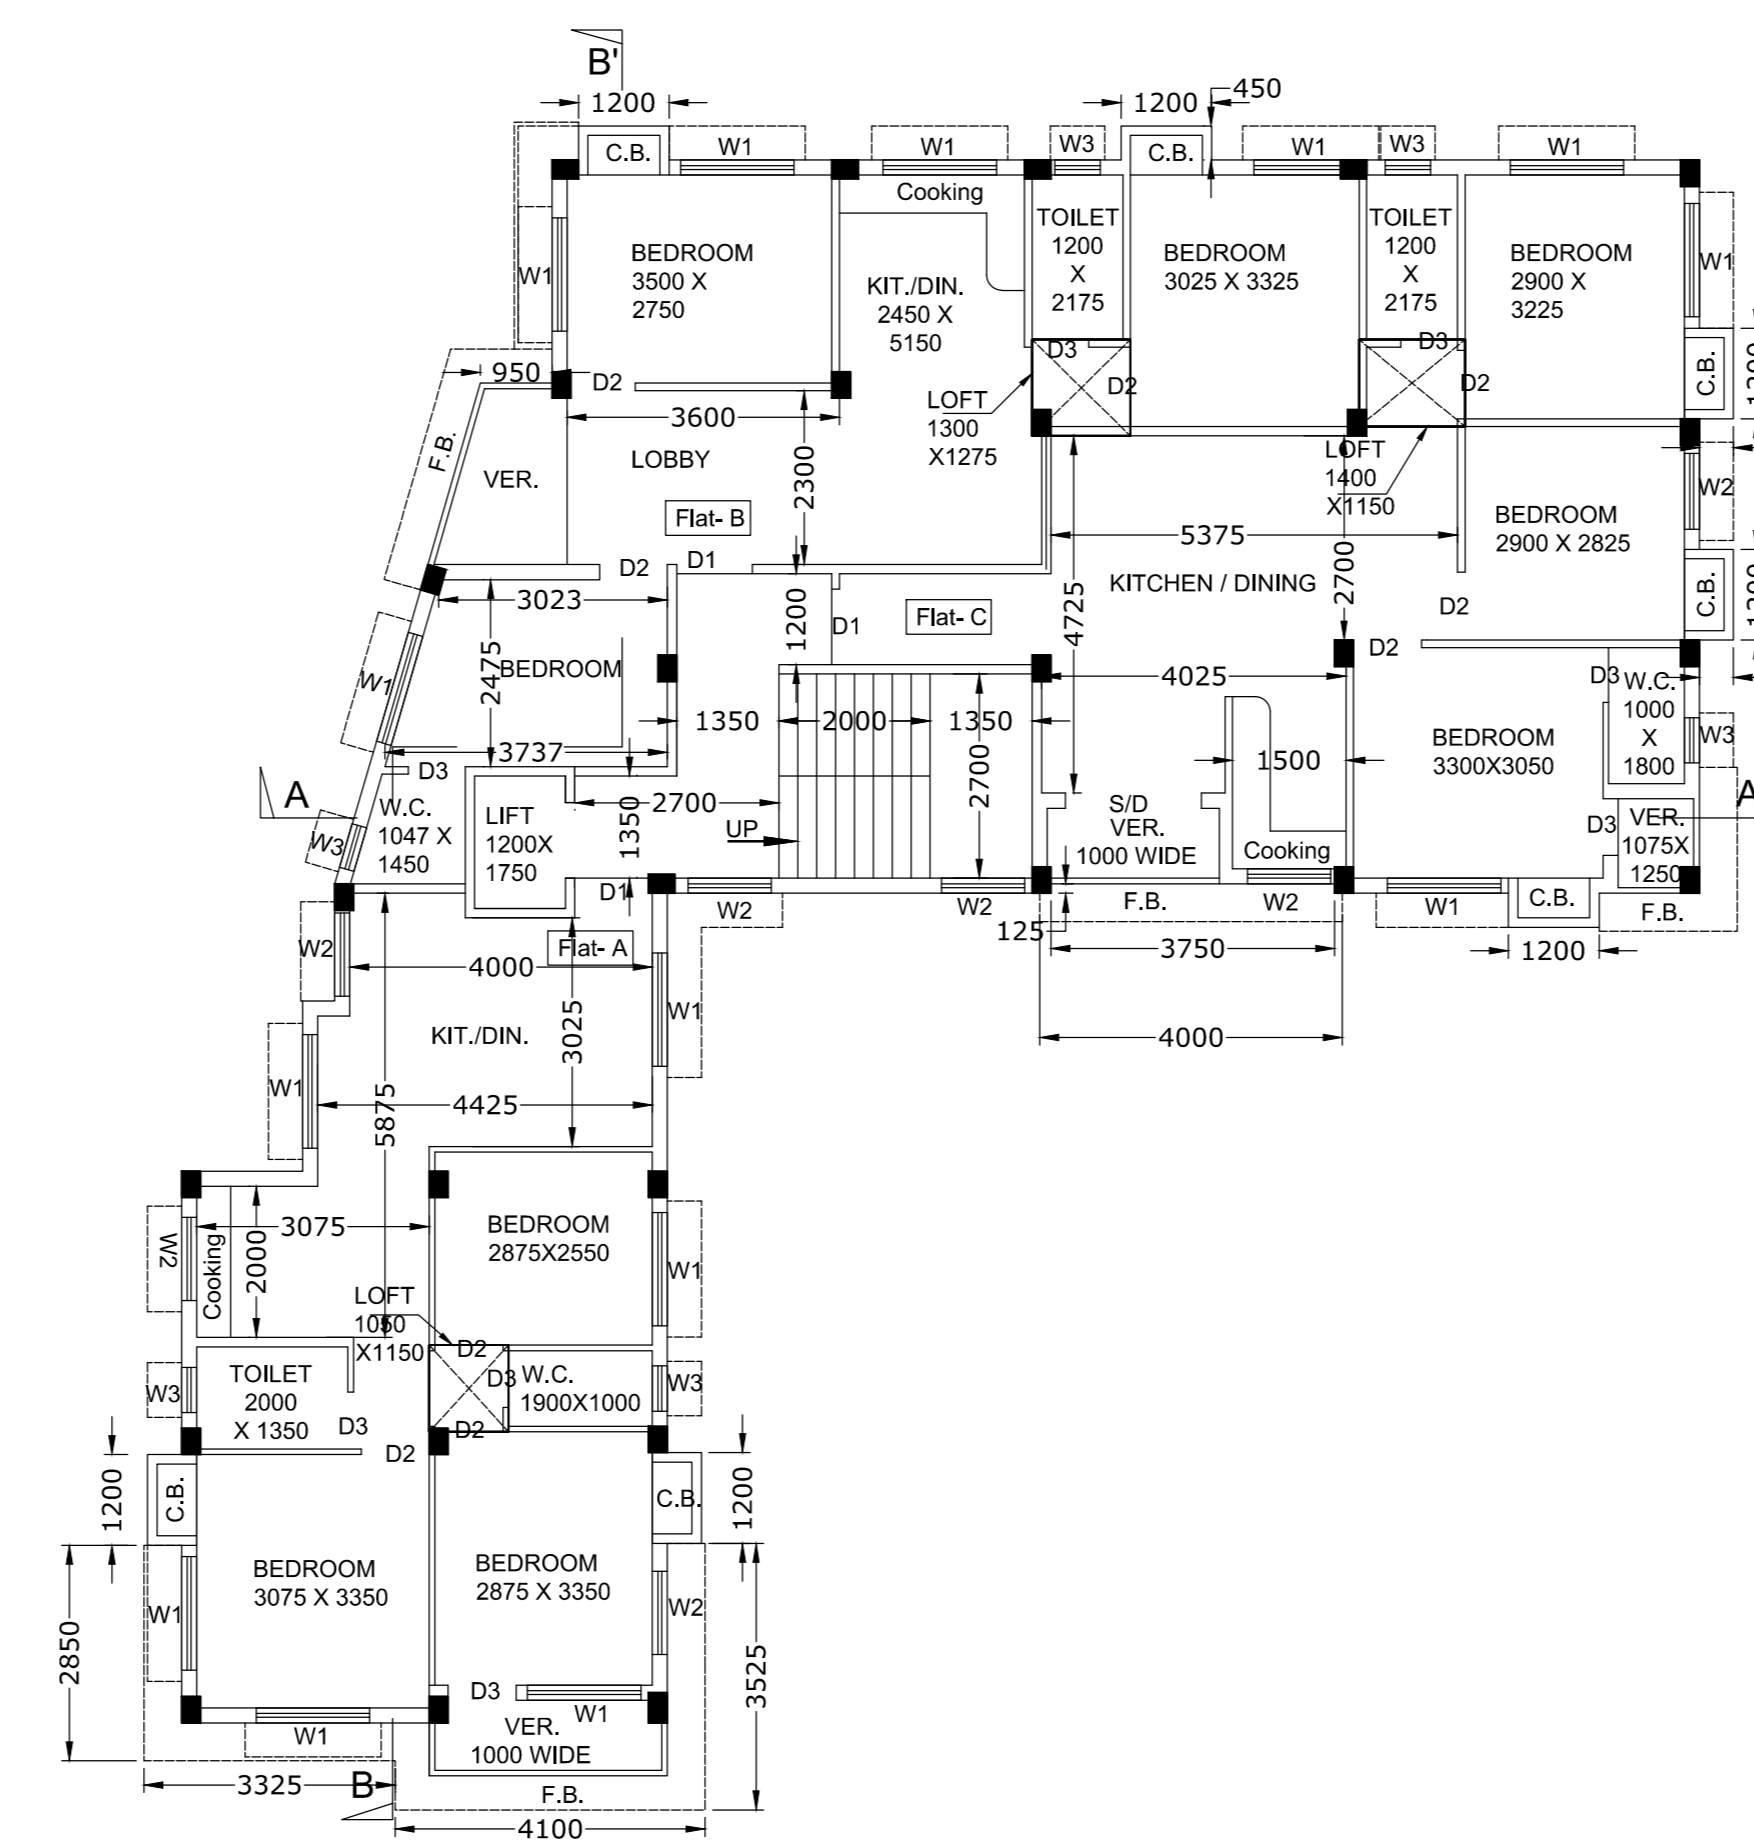 B'
1200
1200
450
C.B.
W1
W1
W3
C.B.
W1
W3
W1
Cooking
W1
BEDROOM
3500 X
2750
KIT./DIN.
2450 X
5150
TOILET
1200
X
2175
BEDROOM
3025 X 3325
TOILET
1200
X
2175
BEDROOM
2900 X
3225
W1
D3
D3
C.B.
950
D2
D2
D2
3600
LOFT
1300
X1275
F.B.
VER.
LOBBY
2300
LOFT
1400
X1150
W2
Flat- B
5375
BEDROOM
2900 X 2825
D2
D1
KITCHEN / DINING
2700
C.B.
3023
1200
D1
Flat- C
4725
D2
D2
2475
BEDROOM
W1
4025
D3
W.C.
1000
X
1800
1350
2000
1350
W3
3737
D3
2700
BEDROOM
3300X3050
1500
A
W.C.
1047 X
1450
W3
LIFT
1200X
1750
2700
1350
UP
S/D
VER.
1000 WIDE
Cooking
D3
VER.
1075X
1250
A
D1
W2
W2
F.B.
W2
W1
C.B.
F.B.
125
W2
Flat- A
4000
3750
1200
KIT./DIN.
3025
W1
4000
W1
5875
4425
W2
Cooking
3075
2000
BEDROOM
2875X2550
W1
LOFT
1050
X1150
D2
W3
TOILET
2000
X 1350
D3
D3
W.C.
1900X1000
W3
D2
D2
1200
C.B.
C.B.
1200
W1
BEDROOM
3075 X 3350
BEDROOM
2875 X 3350
W2
2850
3525
D3
W1
W1
VER.
1000 WIDE
3325
B
F.B.
4100